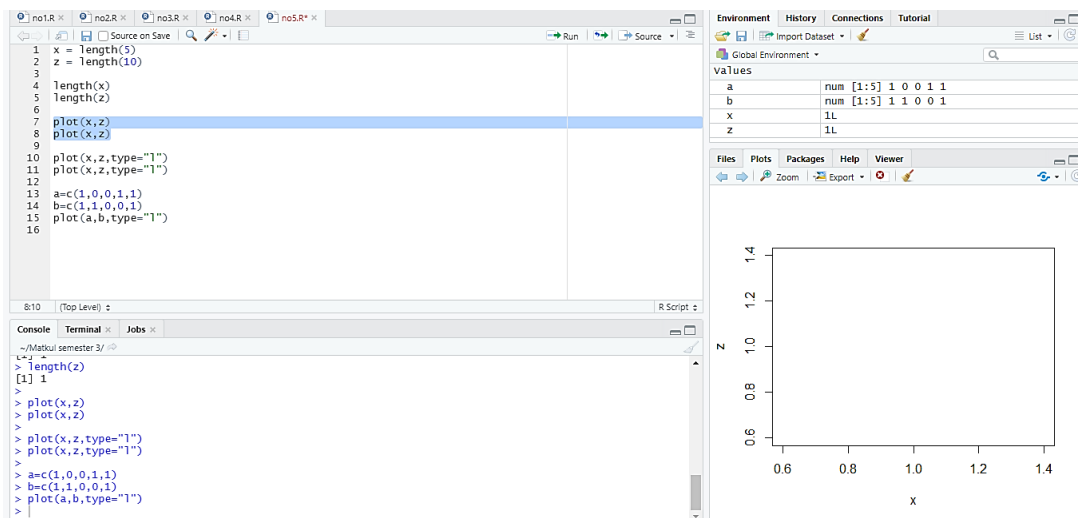 no1.R × no2.R × no3.R × no4.R × no5.R* ×
Source on Save Run Source
1 x = length(5)
2 z = length(10)
3
4 length(x)
5 length(z)
6
7 plot(x,z)
8 plot(x,z)
9
10 plot(x,z,type="l")
11 plot(x,z,type="l")
12
13 a=c(1,0,0,1,1)
14 b=c(1,1,0,0,1)
15 plot(a,b,type="l")
16
8:10 (Top Level) R Script
Console Terminal × Jobs ×
~/Matkul semester 3/
[1] 1
> length(z)
[1] 1
>
> plot(x,z)
> plot(x,z)
>
> plot(x,z,type="l")
> plot(x,z,type="l")
>
> a=c(1,0,0,1,1)
> b=c(1,1,0,0,1)
> plot(a,b,type="l")
>
Environment History Connections Tutorial
Import Dataset List
Global Environment
Values
a num [1:5] 1 0 0 1 1
b num [1:5] 1 1 0 0 1
x 1L
z 1L
Files Plots Packages Help Viewer
Zoom Export
1.4
1.2
1.0
0.8
0.6
z
0.6 0.8 1.0 1.2 1.4
x